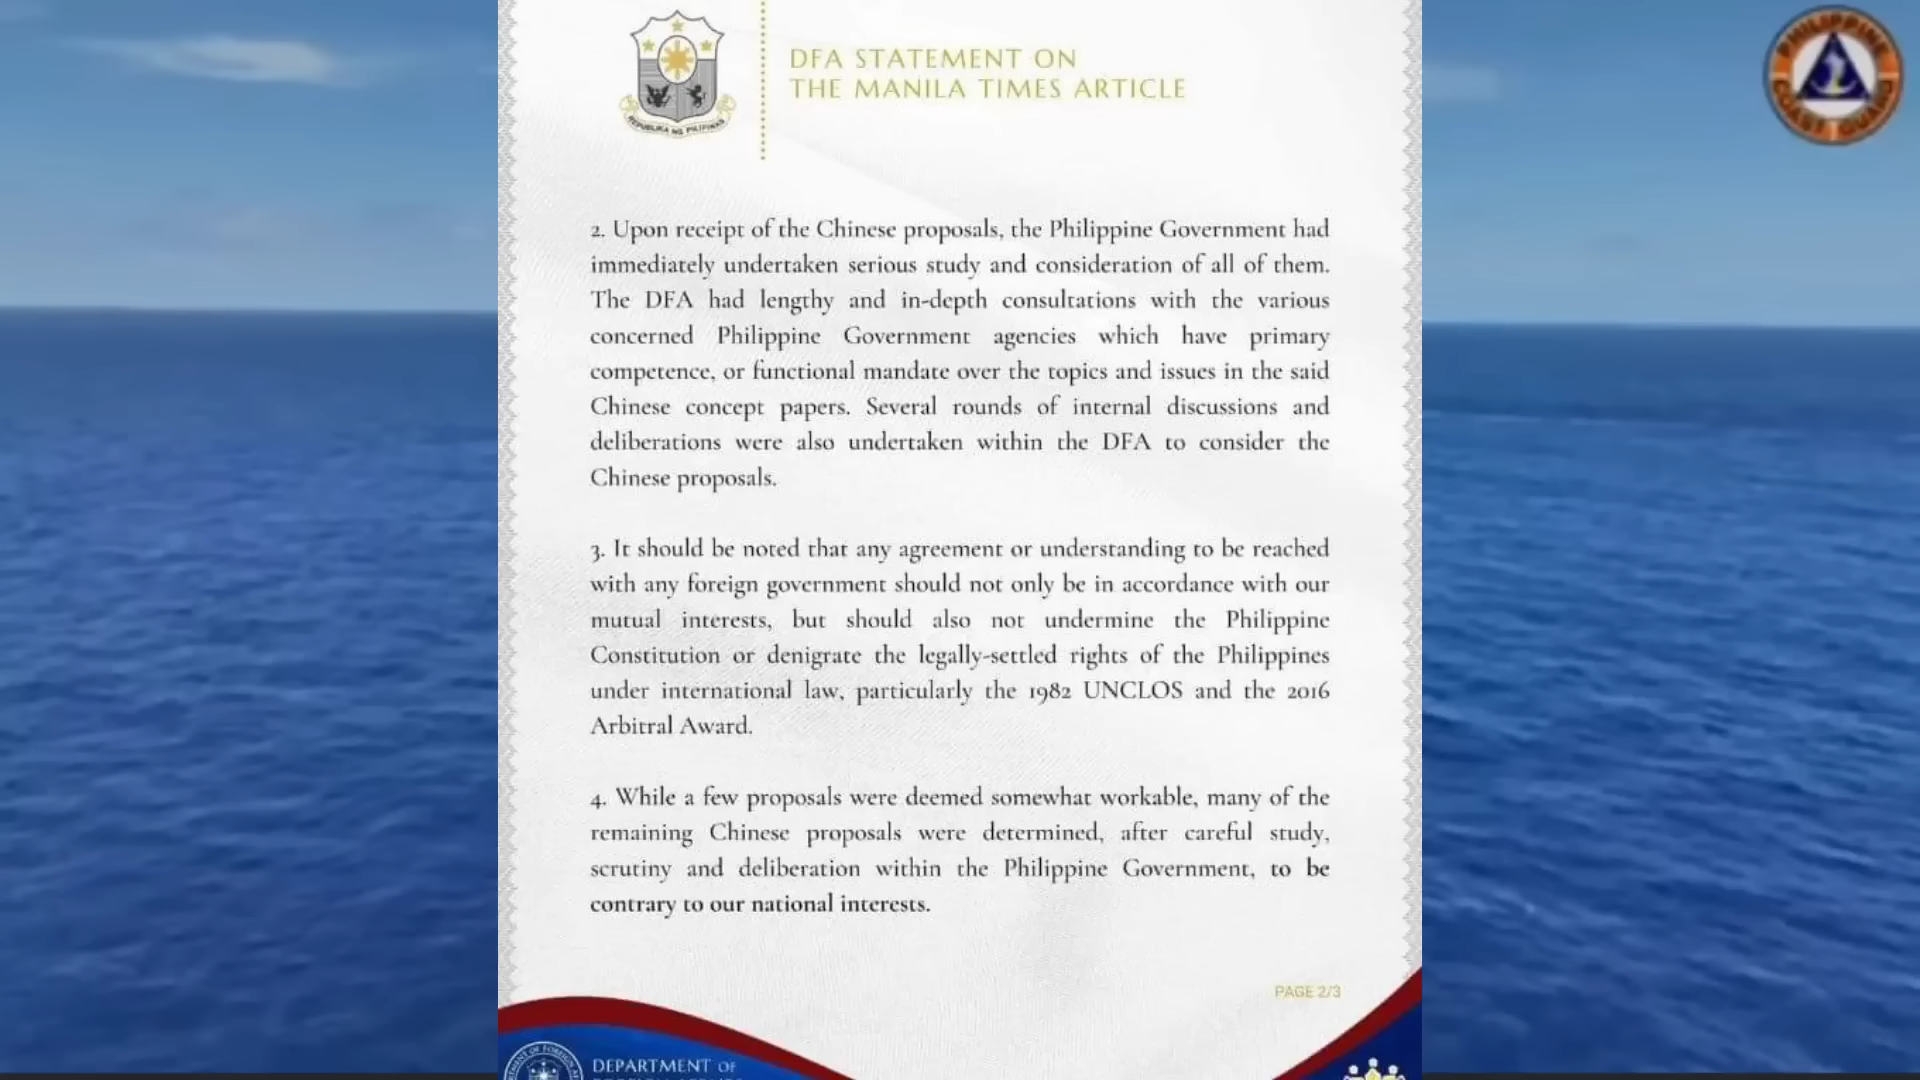 DFA STATEMENT ON
THE MANILA TIMES ARTICLE
REPUBLIKA NG PILIPINAS
PHILIPPINE
COAST GUARD
2. Upon receipt of the Chinese proposals, the Philippine Government had
immediately undertaken serious study and consideration of all of them.
The DFA had lengthy and in-depth consultations with the various
concerned Philippine Government agencies which have primary
competence, or functional mandate over the topics and issues in the said
Chinese concept papers. Several rounds of internal discussions and
deliberations were also undertaken within the DFA to consider the
Chinese proposals.
3. It should be noted that any agreement or understanding to be reached
with any foreign government should not only be in accordance with our
mutual interests, but should also not undermine the Philippine
Constitution or denigrate the legally-settled rights of the Philippines
under international law, particularly the 1982 UNCLOS and the 2016
Arbitral Award.
4. While a few proposals were deemed somewhat workable, many of the
remaining Chinese proposals were determined, after careful study,
scrutiny and deliberation within the Philippine Government, to be
contrary to our national interests.
PAGE 2/3
DEPARTMENT OF